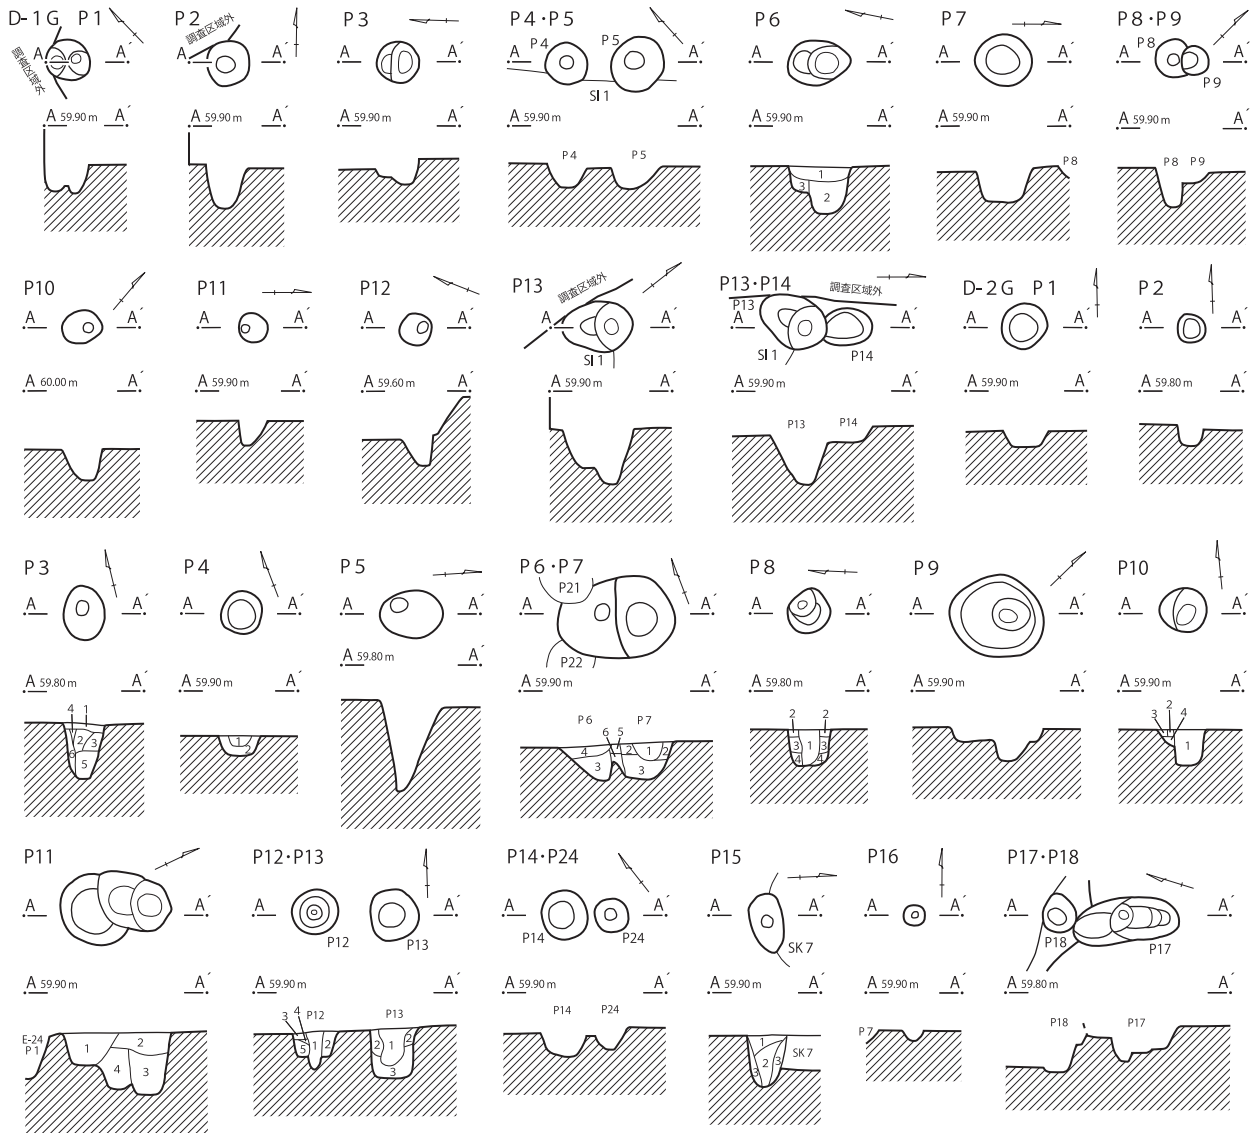 D-1G P1
調査区域外
A A´
A 59.90 m A´
P2
調査区域外
A A´
A 59.90 m A´
P3
A A´
A 59.90 m A´
P4・P5
P4 P5
A A´
SI 1
A 59.90 m A´
P4 P5
P6
A A´
A 59.90 m A´
1
3
2
P7
A A´
A 59.90 m A´
P8
P8・P9
P8
A A´
P9
A 59.90 m A´
P8 P9
P10
A A´
A 60.00 m A´
P11
A A´
A 59.90 m A´
P12
A A´
A 59.60 m A´
P13
調査区域外
A A´
SI 1
A 59.90 m A´
P13・P14
調査区域外
P13
A A´
SI 1 P14
A 59.90 m A´
P13 P14
D-2G P1
A A´
A 59.90 m A´
P2
A A´
A 59.80 m A´
P3
A A´
A 59.80 m A´
4 1
2 3
6
5
P4
A A´
A 59.90 m A´
1
2
P5
A A´
A 59.80 m A´
P6・P7
P21
A A´
P22
A 59.90 m A´
P6 P7
6 5
4 2 1 2
3 3
P8
A A´
A 59.80 m A´
2 2
3 1 3
4 4
P9
A A´
A 59.90 m A´
P10
A A´
A 59.90 m A´
2
3 4
1
P11
A A´
A 59.90 m A´
E-24
P1
1 2
4 3
P12・P13
A A´
P12 P13
A 59.90 m A´
4 P12 P13
3
5 1 2 2 1 2
3
P14・P24
A A´
P14 P24
A 59.90 m A´
P14 P24
P15
A A´
SK 7
A 59.90 m A´
1
SK 7
3 2 3
P16
A A´
A 59.90 m A´
P7
P17・P18
A A´
P18 P17
A 59.80 m A´
P18 P17